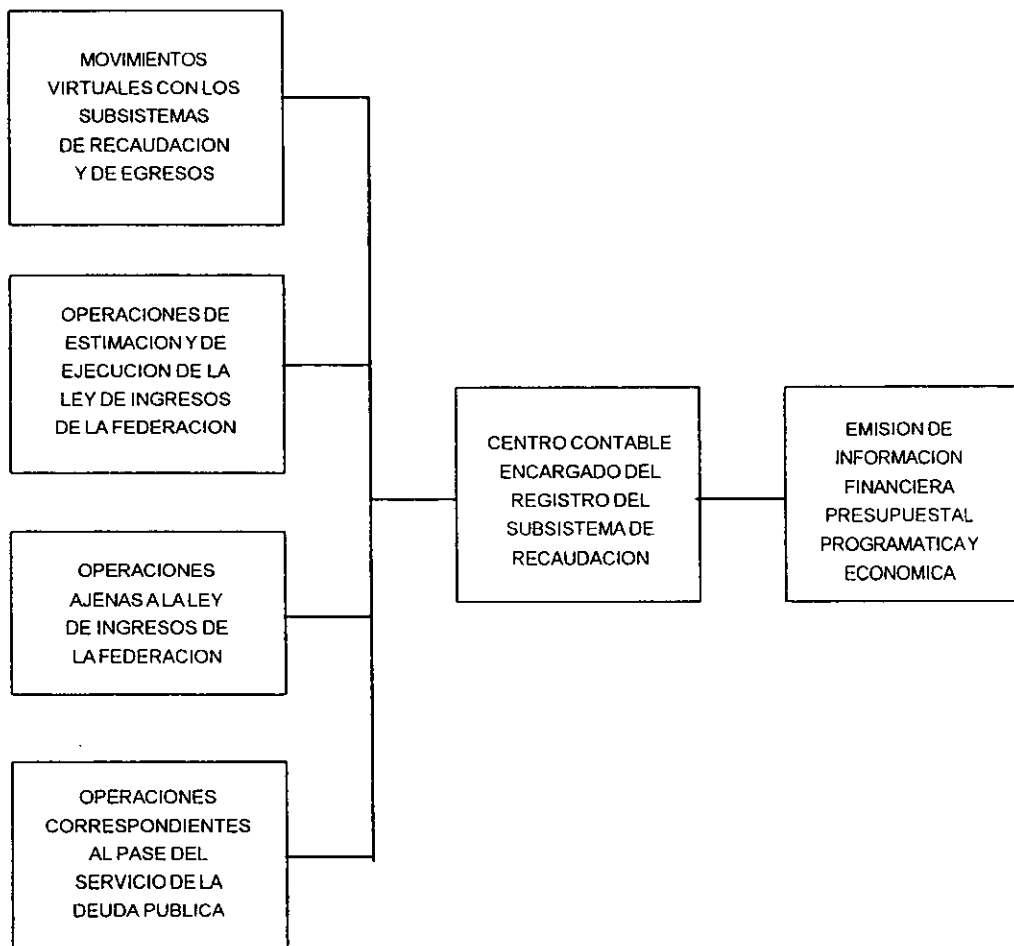 MOVIMIENTOS
VIRTUALES CON LOS
SUBSISTEMAS
DE RECAUDACION
Y DE EGRESOS
OPERACIONES DE
ESTIMACION Y DE
EJECUCION DE LA
LEY DE INGRESOS
DE LA FEDERACION
OPERACIONES
AJENAS A LA LEY
DE INGRESOS DE
LA FEDERACION
OPERACIONES
CORRESPONDIENTES
AL PASE DEL
SERVICIO DE LA
DEUDA PUBLICA
CENTRO CONTABLE
ENCARGADO DEL
REGISTRO DEL
SUBSISTEMA DE
RECAUDACION
EMISION DE
INFORMACION
FINANCIERA
PRESUPUESTAL
PROGRAMATICA Y
ECONOMICA